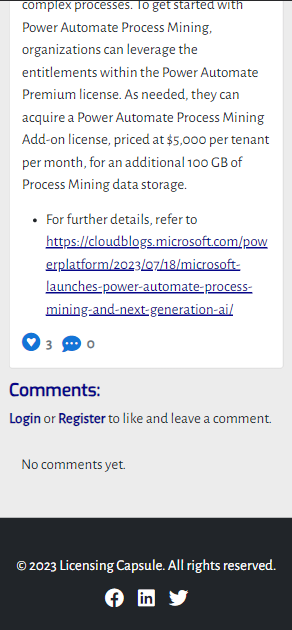 complex processes. To get started with
Power Automate Process Mining,
organizations can leverage the
entitlements within the Power Automate
Premium license. As needed, they can
acquire a Power Automate Process Mining
Add-on license, priced at $5,000 per tenant
per month, for an additional 100 GB of
Process Mining data storage.
• For further details, refer to
https://cloudblogs.microsoft.com/pow
erplatform/2023/07/18/microsoft-
launches-power-automate-process-
mining-and-next-generation-ai/
3 0
Comments:
Login or Register to like and leave a comment.
No comments yet.
© 2023 Licensing Capsule. All rights reserved.